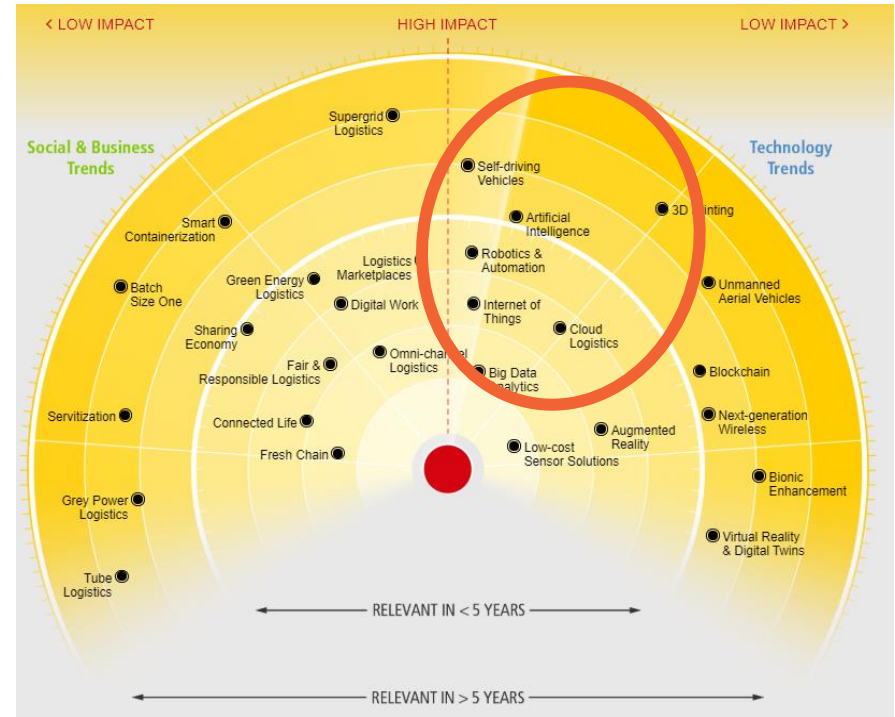 < LOW IMPACT
HIGH IMPACT
LOW IMPACT >
Social & Business
Trends
Technology
Trends
Supergrid
Logistics
Self-driving
Vehicles
Smart
Containerization
Artificial
Intelligence
3D
Logistics
Marketplaces
Robotics &
Automation
Green Energy
Logistics
Batch
Size One
Unmanned
Aerial Vehicles
Digital Work
Internet of
Things
Sharing
Economy
Cloud
Logistics
Omni-channel
Logistics
Fair &
Responsible Logistics
Big Data
Blockchain
Servitization
Connected Life
Next-generation
Wireless
Augmented
Reality
Fresh Chain
Low-cost
Sensor Solutions
Bionic
Enhancement
Grey Power
Logistics
Virtual Reality
& Digital Twins
Tube
Logistics
RELEVANT IN < 5 YEARS
RELEVANT IN > 5 YEARS